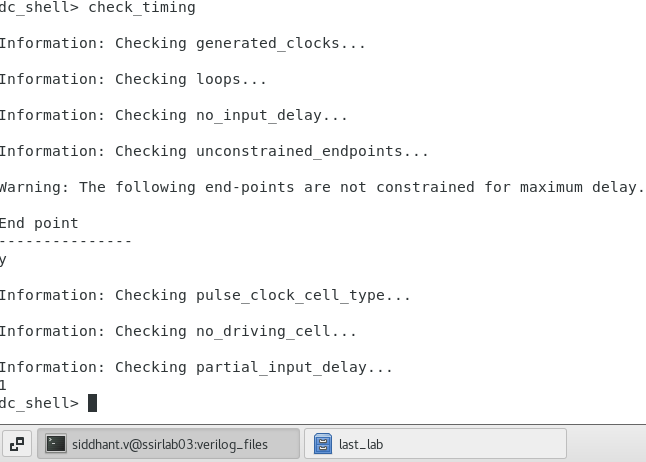 dc_shell> check_timing
Information: Checking generated_clocks...
Information: Checking loops...
Information: Checking no_input_delay...
Information: Checking unconstrained_endpoints...
Warning: The following end-points are not constrained for maximum delay.
End point
---------------
y
Information: Checking pulse_clock_cell_type...
Information: Checking no_driving_cell...
Information: Checking partial_input_delay...
1
dc_shell>
siddhant.v@ssirlab03:verilog_files
last_lab